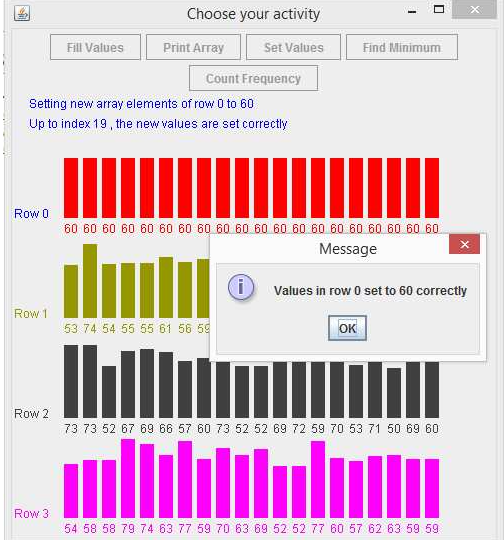 Choose your activity
Fill Values Print Array Set Values Find Minimum
Count Frequency
Setting new array elements of row 0 to 60
Up to index 19 , the new values are set correctly
Row 0
60 60 60 60 60 60 60 60 60 60 60 60 60 60 60 60 60 60 60 60
Message
Values in row 0 set to 60 correctly
OK
Row 1
53 74 54 55 55 61 56 59
Row 2
73 73 52 67 69 66 57 60 73 52 52 69 72 59 70 53 71 50 69 60
Row 3
54 58 58 79 74 63 77 59 70 63 69 52 52 77 60 57 62 63 59 59